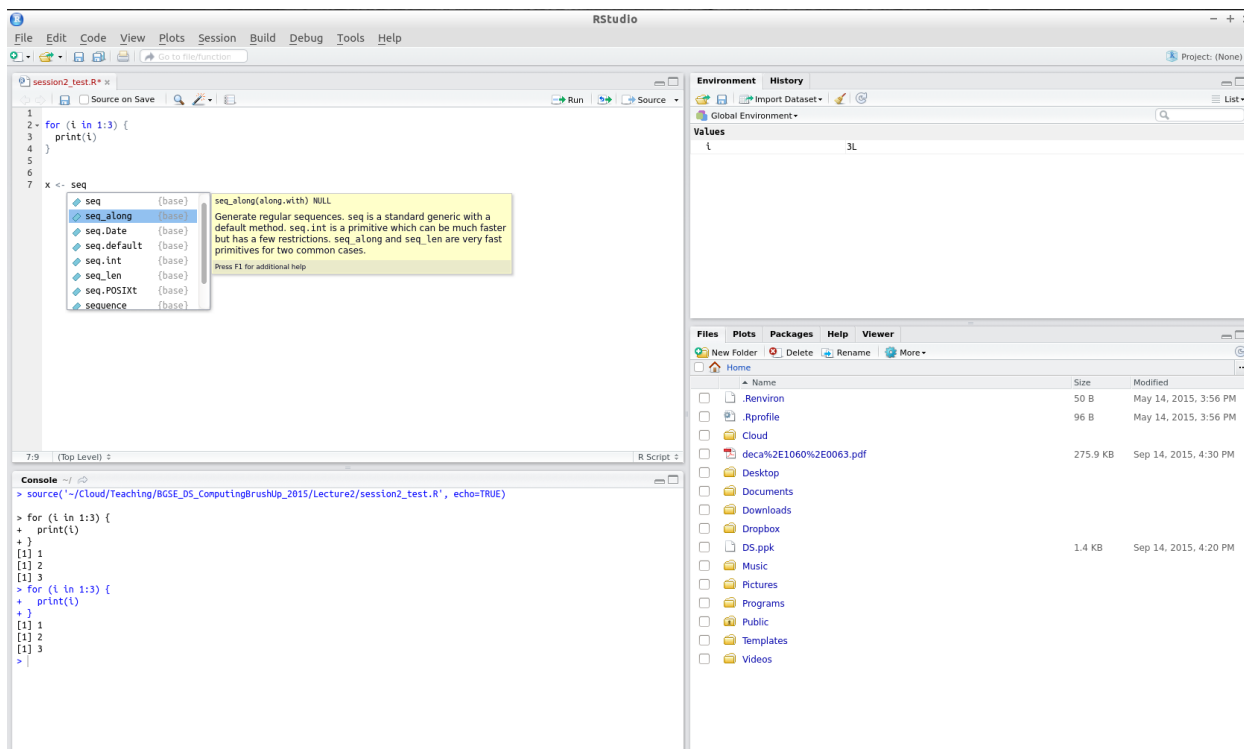 RStudio
File Edit Code View Plots Session Build Debug Tools Help
Go to file/function
Project: (None)
session2_test.R*
Source on Save
Run
Source
1
2 for (i in 1:3) {
3   print(i)
4 }
5
6
7 x <- seq
seq {base}
seq_along {base}
seq.Date {base}
seq.default {base}
seq.int {base}
seq_len {base}
seq.POSIXt {base}
sequence {base}
seq_along(along.with) NULL
Generate regular sequences. seq is a standard generic with a
default method. seq.int is a primitive which can be much faster
but has a few restrictions. seq_along and seq_len are very fast
primitives for two common cases.
Press F1 for additional help
7:9 (Top Level) R Script
Console ~/
> source('~/Cloud/Teaching/BGSE_DS_ComputingBrushUp_2015/Lecture2/session2_test.R', echo=TRUE)
> for (i in 1:3) {
+   print(i)
+ }
[1] 1
[1] 2
[1] 3
> for (i in 1:3) {
+   print(i)
+ }
[1] 1
[1] 2
[1] 3
>
Environment History
Import Dataset
List
Global Environment
Values
i 3L
Files Plots Packages Help Viewer
New Folder Delete Rename More
Home
Name Size Modified
.Renviron 50 B May 14, 2015, 3:56 PM
.Rprofile 96 B May 14, 2015, 3:56 PM
Cloud
deca%2E1060%2E0063.pdf 275.9 KB Sep 14, 2015, 4:30 PM
Desktop
Documents
Downloads
Dropbox
DS.ppk 1.4 KB Sep 14, 2015, 4:20 PM
Music
Pictures
Programs
Public
Templates
Videos